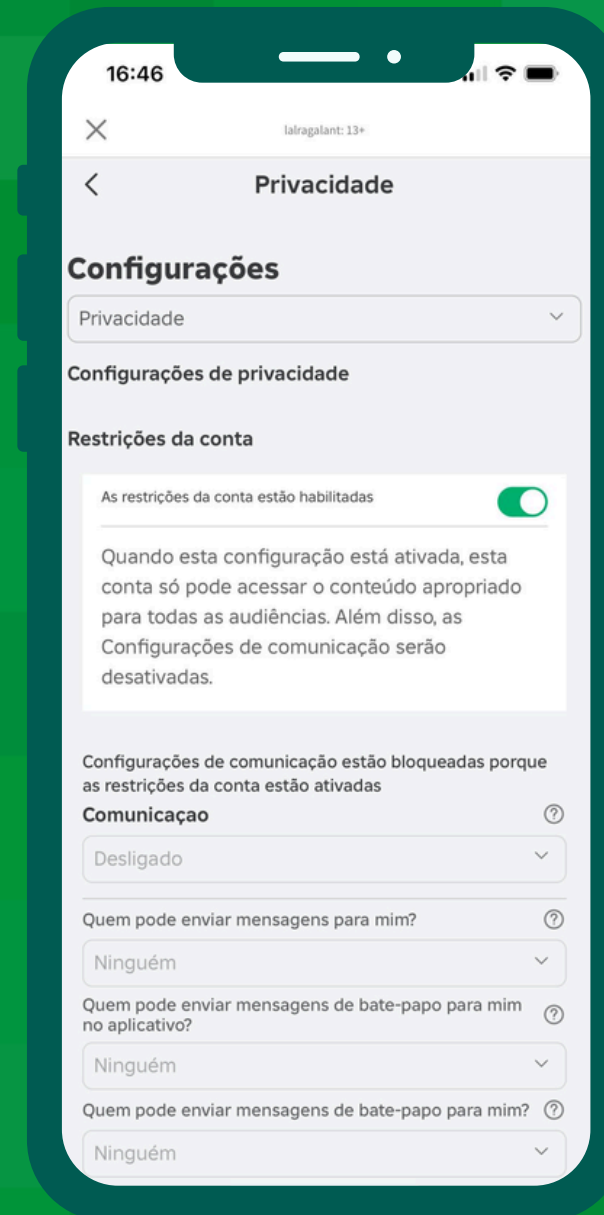 16:46
lalragalant: 13+
Privacidade
Configurações
Privacidade
Configurações de privacidade
Restrições da conta
As restrições da conta estão habilitadas
Quando esta configuração está ativada, esta
conta só pode acessar o conteúdo apropriado
para todas as audiências. Além disso, as
Configurações de comunicação serão
desativadas.
Configurações de comunicação estão bloqueadas porque
as restrições da conta estão ativadas
Comunicaçao
Desligado
Quem pode enviar mensagens para mim?
Ninguém
Quem pode enviar mensagens de bate-papo para mim
no aplicativo?
Ninguém
Quem pode enviar mensagens de bate-papo para mim?
Ninguém